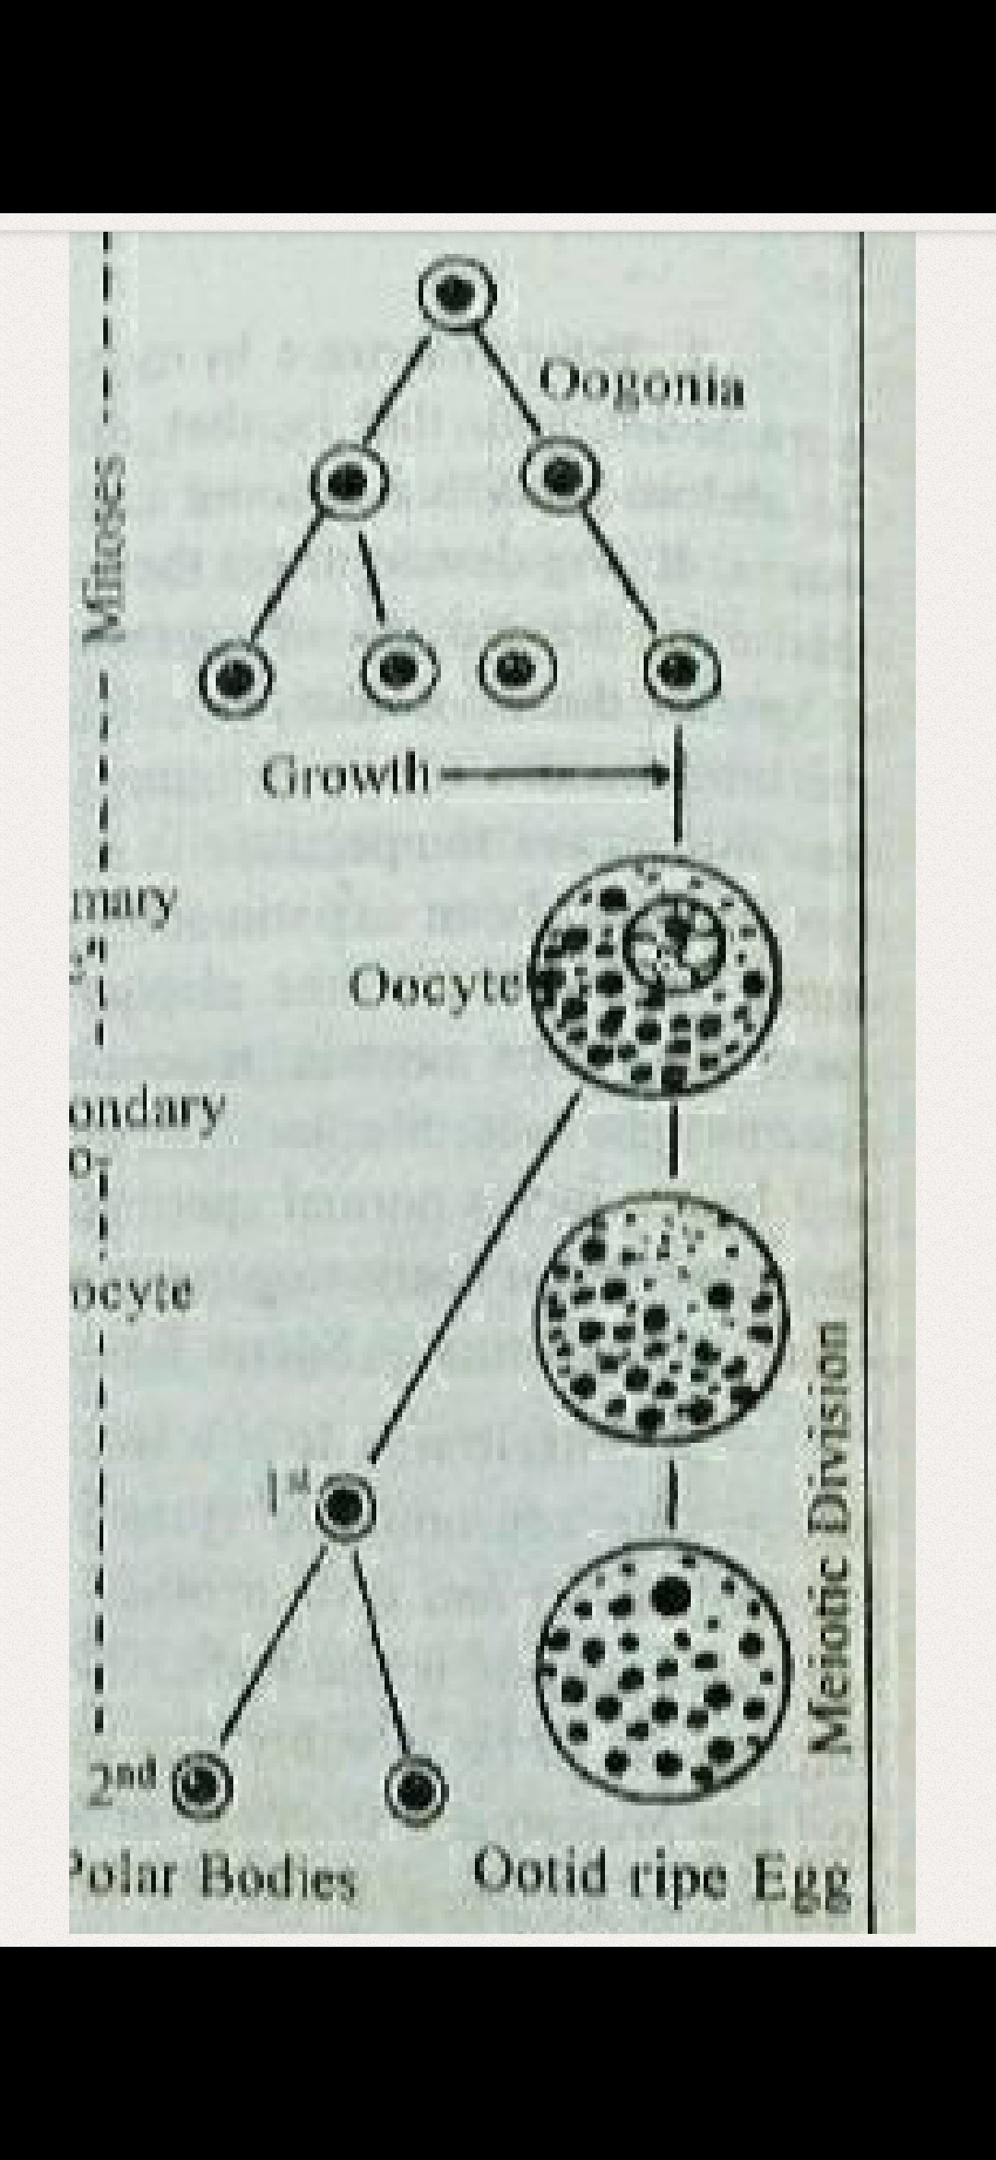 Oogonia
Mitoses
Growth
mary
Oocyte
ondary
o-
ocyte
1st
Meiotic Division
2nd
Polar Bodies
Ootid ripe Egg